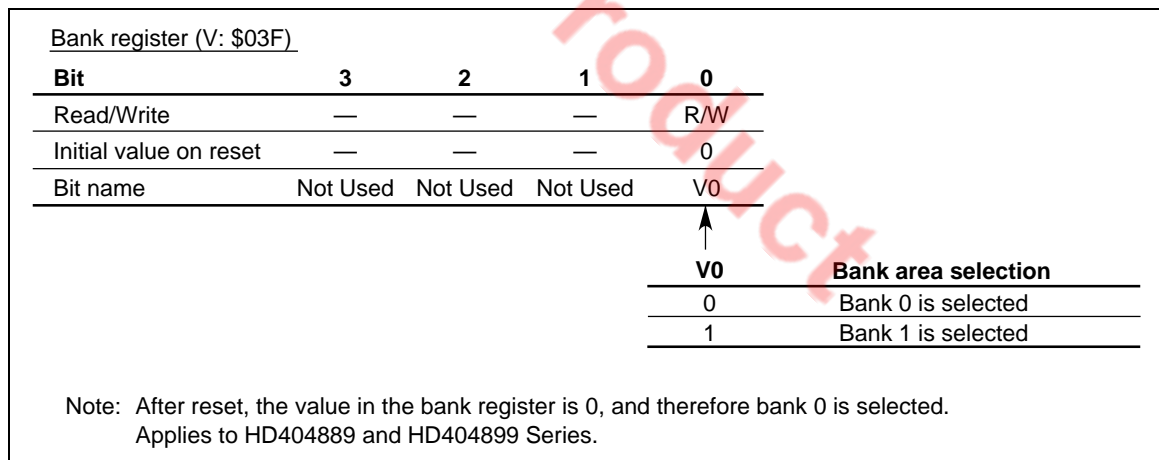 Bank register (V: $03F)
Bit 3 2 1 0
Read/Write — — — R/W
Initial value on reset — — — 0
Bit name Not Used Not Used Not Used V0
V0 Bank area selection
0 Bank 0 is selected
1 Bank 1 is selected
Note: After reset, the value in the bank register is 0, and therefore bank 0 is selected.
Applies to HD404889 and HD404899 Series.
roduct